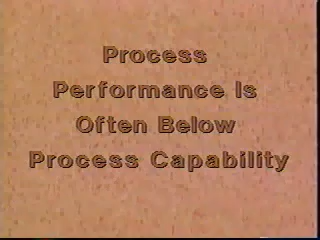 Process
Performance Is
Often Below
Process Capability